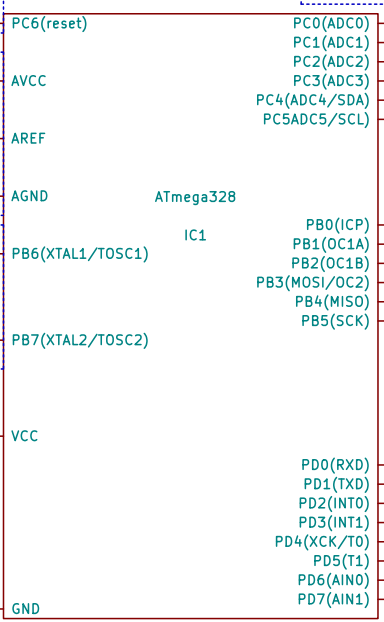 PC6(reset)
AVCC
AREF
AGND
PB6(XTAL1/TOSC1)
PB7(XTAL2/TOSC2)
VCC
GND
ATmega328
IC1
PC0(ADC0)
PC1(ADC1)
PC2(ADC2)
PC3(ADC3)
PC4(ADC4/SDA)
PC5ADC5/SCL)
PB0(ICP)
PB1(OC1A)
PB2(OC1B)
PB3(MOSI/OC2)
PB4(MISO)
PB5(SCK)
PD0(RXD)
PD1(TXD)
PD2(INT0)
PD3(INT1)
PD4(XCK/T0)
PD5(T1)
PD6(AIN0)
PD7(AIN1)